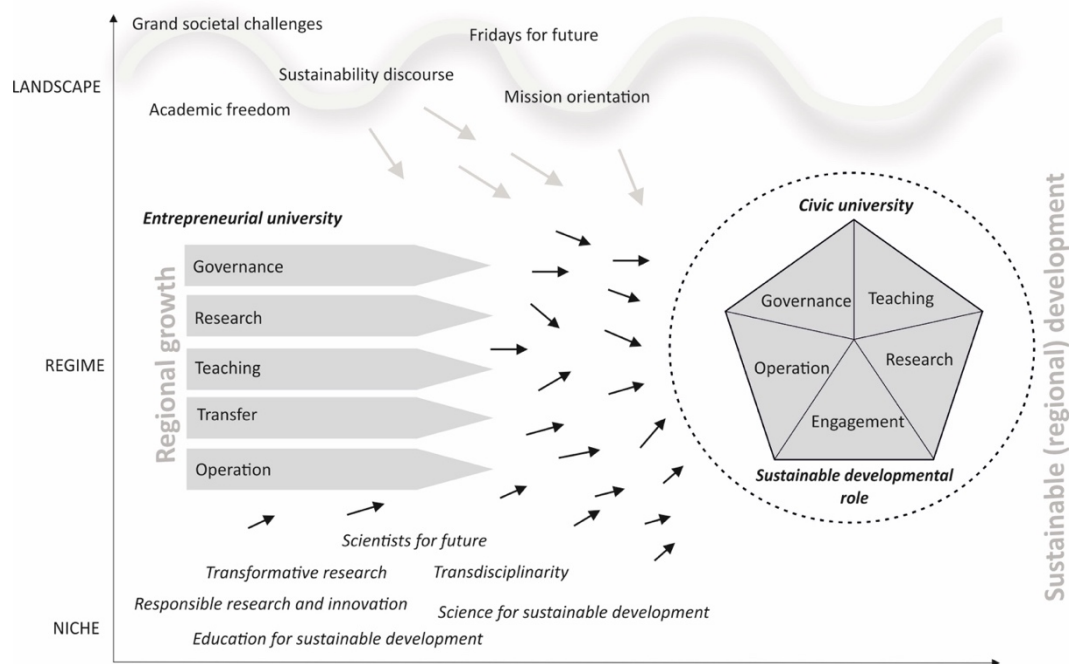 Grand societal challenges
Fridays for future
Sustainability discourse
LANDSCAPE
Mission orientation
Academic freedom
Entrepreneurial university
Civic university
Regional growth
Governance
Research
Teaching
Transfer
Operation
REGIME
Governance
Teaching
Operation
Research
Engagement
Sustainable developmental
role
Sustainable (regional) development
Scientists for future
Transformative research
Transdisciplinarity
Responsible research and innovation
Science for sustainable development
NICHE
Education for sustainable development